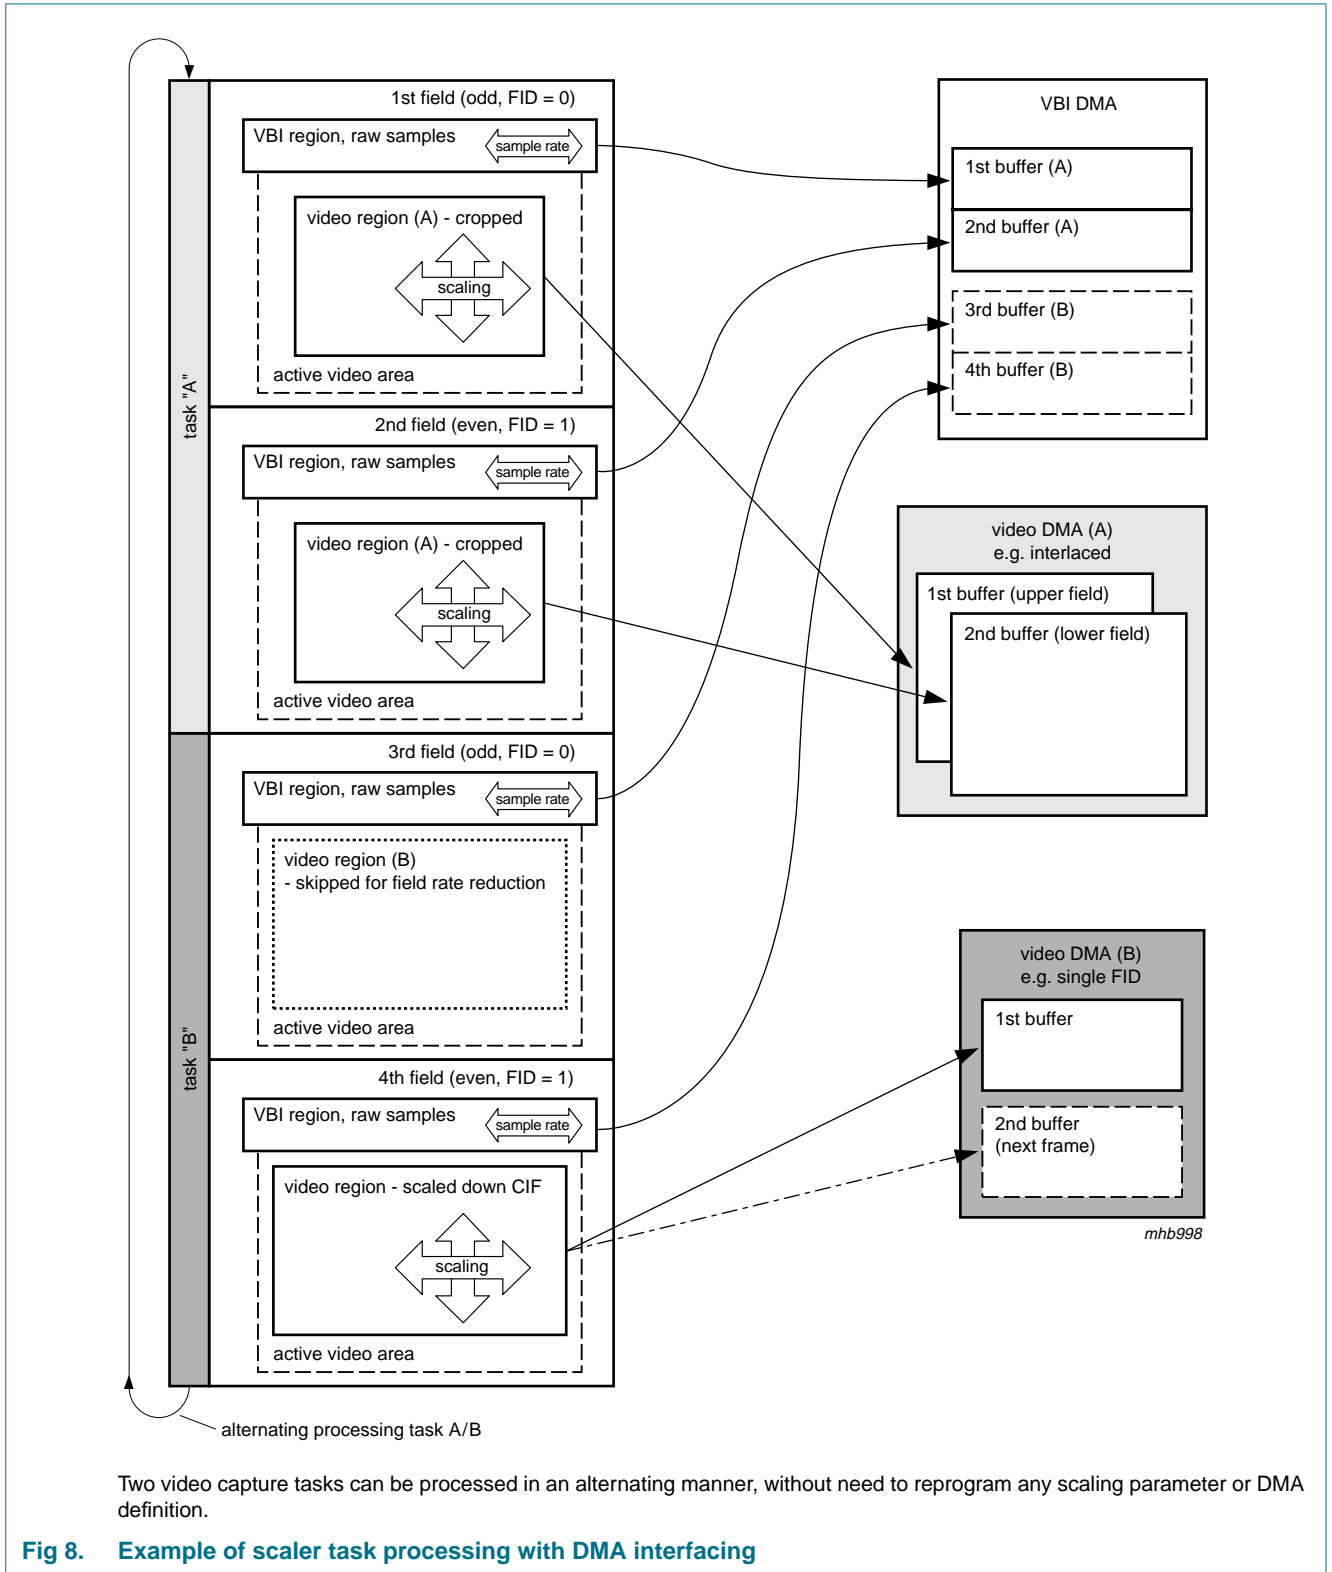 1st field (odd, FID = 0)
VBI region, raw samples
sample rate
video region (A) - cropped
scaling
active video area
task "A"
2nd field (even, FID = 1)
VBI region, raw samples
sample rate
video region (A) - cropped
scaling
active video area
3rd field (odd, FID = 0)
VBI region, raw samples
sample rate
video region (B)
- skipped for field rate reduction
active video area
task "B"
4th field (even, FID = 1)
VBI region, raw samples
sample rate
video region - scaled down CIF
scaling
active video area
alternating processing task A/B
VBI DMA
1st buffer (A)
2nd buffer (A)
3rd buffer (B)
4th buffer (B)
video DMA (A)
e.g. interlaced
1st buffer (upper field)
2nd buffer (lower field)
video DMA (B)
e.g. single FID
1st buffer
2nd buffer
(next frame)
mhb998
Two video capture tasks can be processed in an alternating manner, without need to reprogram any scaling parameter or DMA
definition.
Fig 8. Example of scaler task processing with DMA interfacing